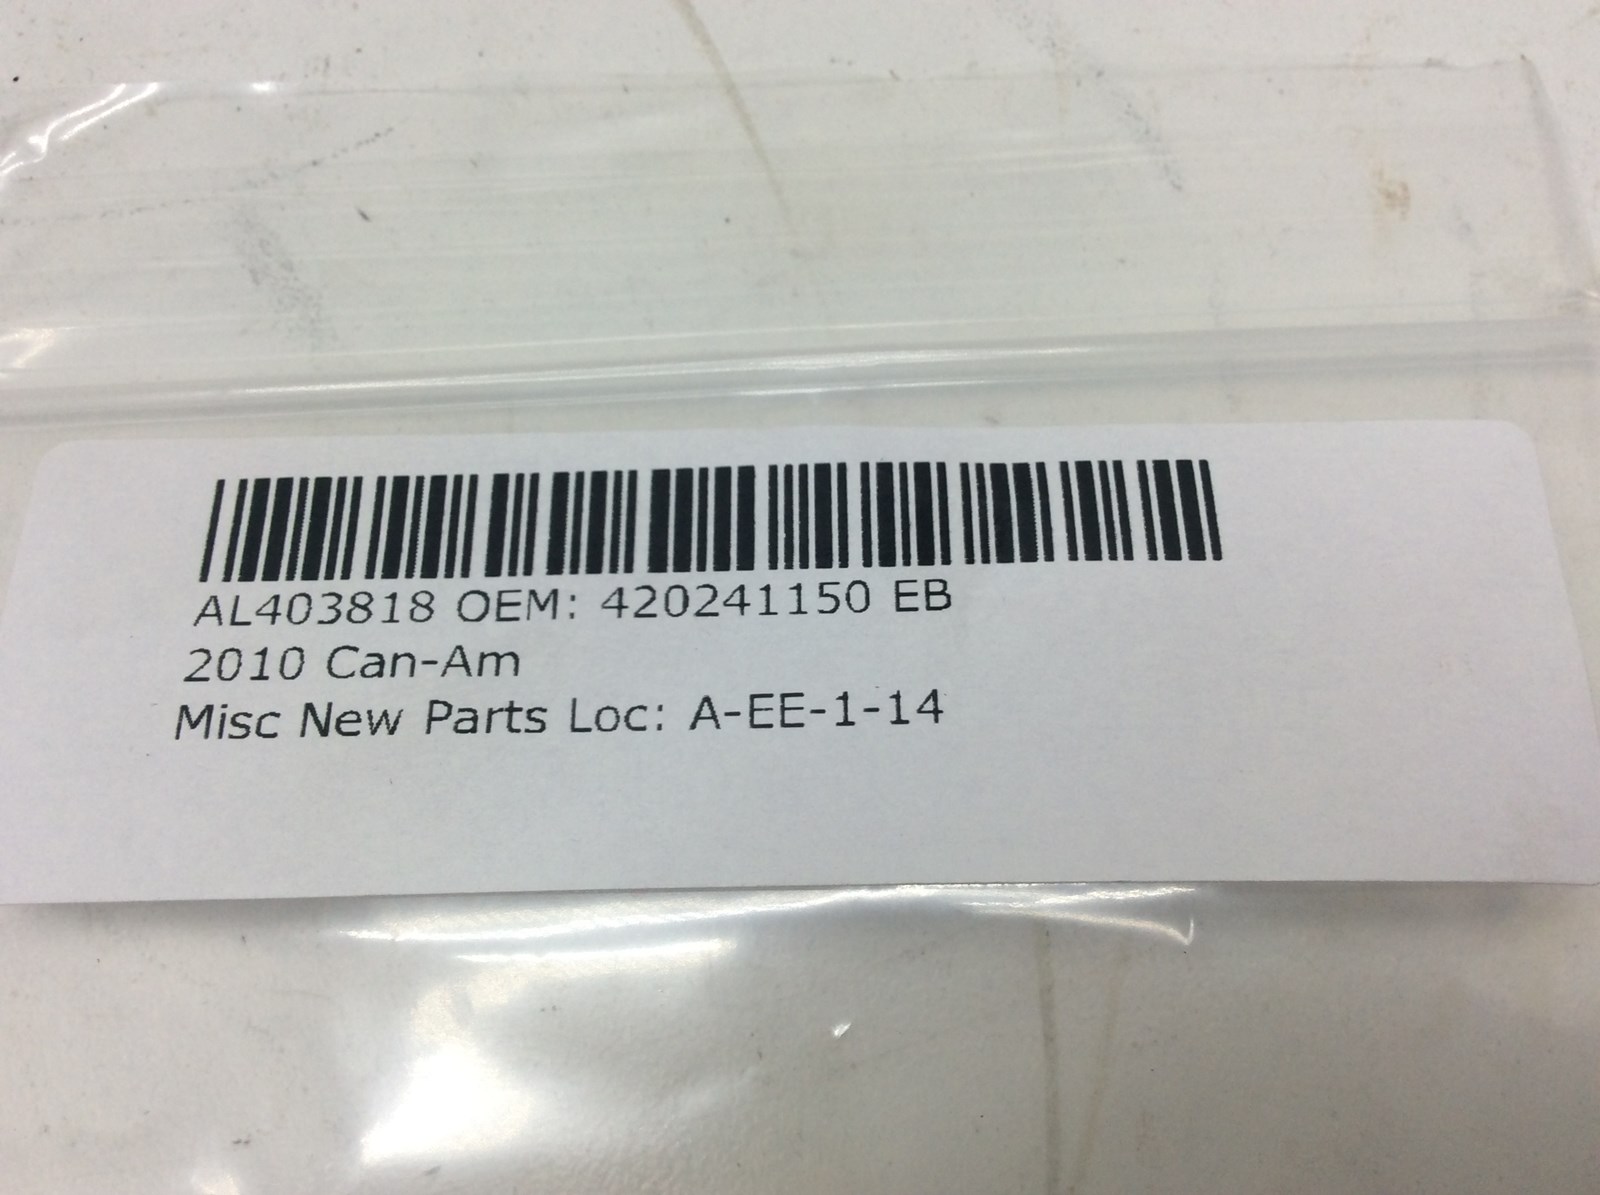 AL403818 OEM: 420241150 EB
2010 Can-Am
Misc New Parts Loc: A-EE-1-14